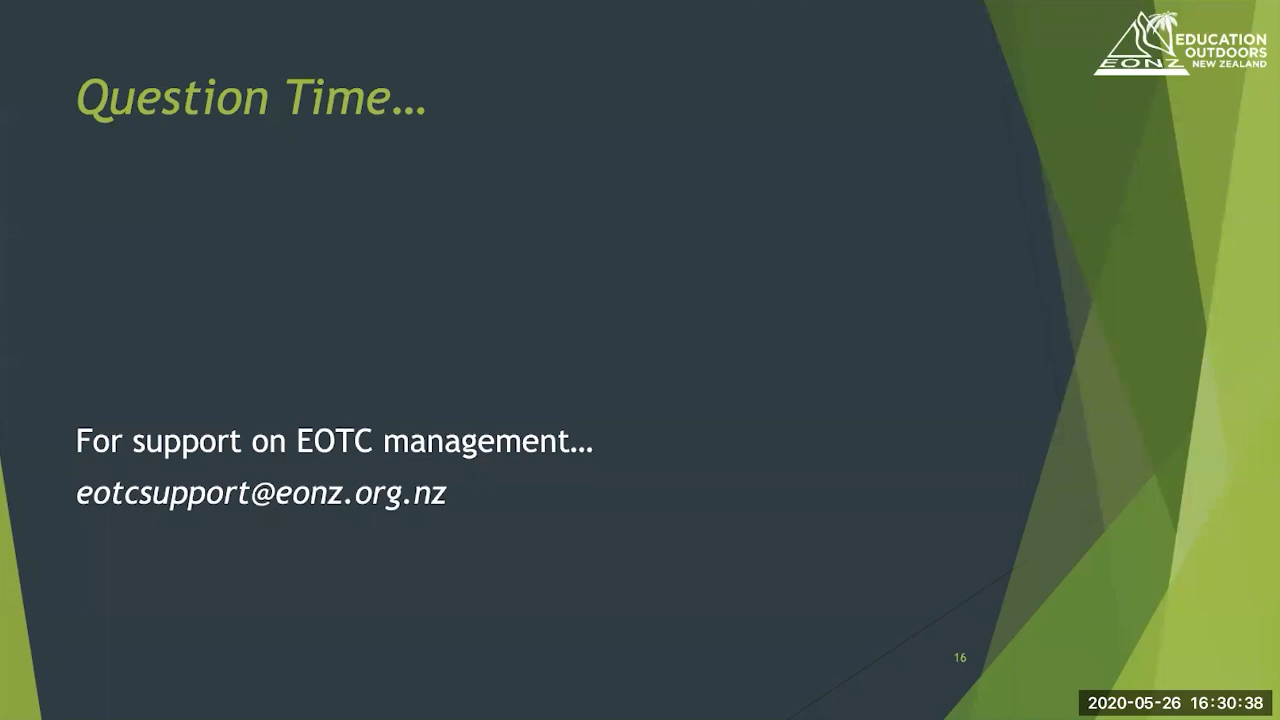 EDUCATION
OUTDOORS
EONZ NEW ZEALAND
Question Time…
For support on EOTC management…
eotcsupport@eonz.org.nz
16
2020-05-26 16:30:38